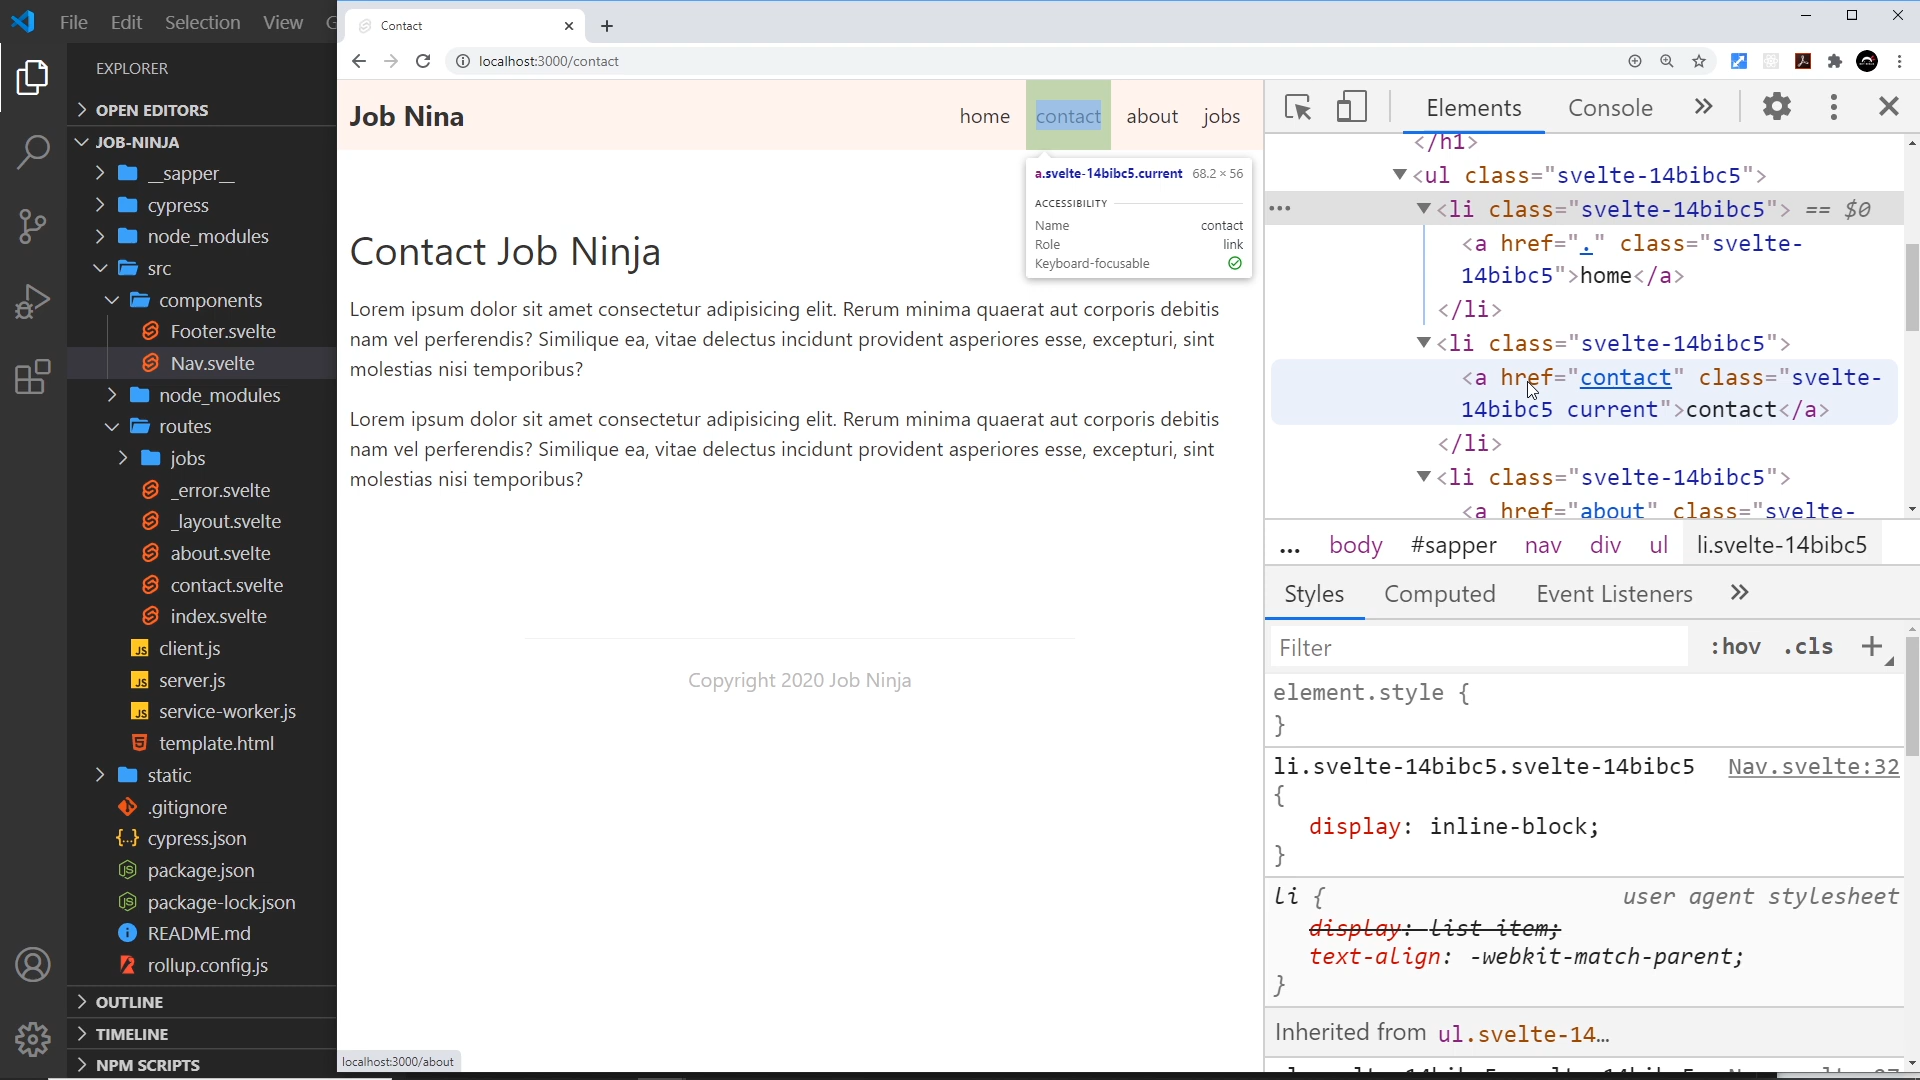 File Edit Selection View G
EXPLORER
OPEN EDITORS
JOB-NINJA
__sapper__
cypress
node_modules
src
components
Footer.svelte
Nav.svelte
node_modules
routes
jobs
_error.svelte
_layout.svelte
about.svelte
contact.svelte
index.svelte
client.js
server.js
service-worker.js
template.html
static
.gitignore
cypress.json
package.json
package-lock.json
README.md
rollup.config.js
OUTLINE
TIMELINE
NPM SCRIPTS
Contact
localhost:3000/contact
Job Nina
home contact about jobs
a.svelte-14bibc5.current 68.2 × 56
ACCESSIBILITY
Name contact
Role link
Keyboard-focusable
Contact Job Ninja
Lorem ipsum dolor sit amet consectetur adipisicing elit. Rerum minima quaerat aut corporis debitis
nam vel perferendis? Similique ea, vitae delectus incidunt provident asperiores esse, excepturi, sint
molestias nisi temporibus?
Lorem ipsum dolor sit amet consectetur adipisicing elit. Rerum minima quaerat aut corporis debitis
nam vel perferendis? Similique ea, vitae delectus incidunt provident asperiores esse, excepturi, sint
molestias nisi temporibus?
Copyright 2020 Job Ninja
localhost:3000/about
Elements Console
</h1>
<ul class="svelte-14bibc5">
<li class="svelte-14bibc5"> == $0
<a href="." class="svelte-
14bibc5">home</a>
</li>
<li class="svelte-14bibc5">
<a href="contact" class="svelte-
14bibc5 current">contact</a>
</li>
<li class="svelte-14bibc5">
<a href="about" class="svelte-
... body #sapper nav div ul li.svelte-14bibc5
Styles Computed Event Listeners
Filter :hov .cls
element.style {
}
li.svelte-14bibc5.svelte-14bibc5 Nav.svelte:32
{
display: inline-block;
}
li { user agent stylesheet
display: list-item;
text-align: -webkit-match-parent;
}
Inherited from ul.svelte-14…